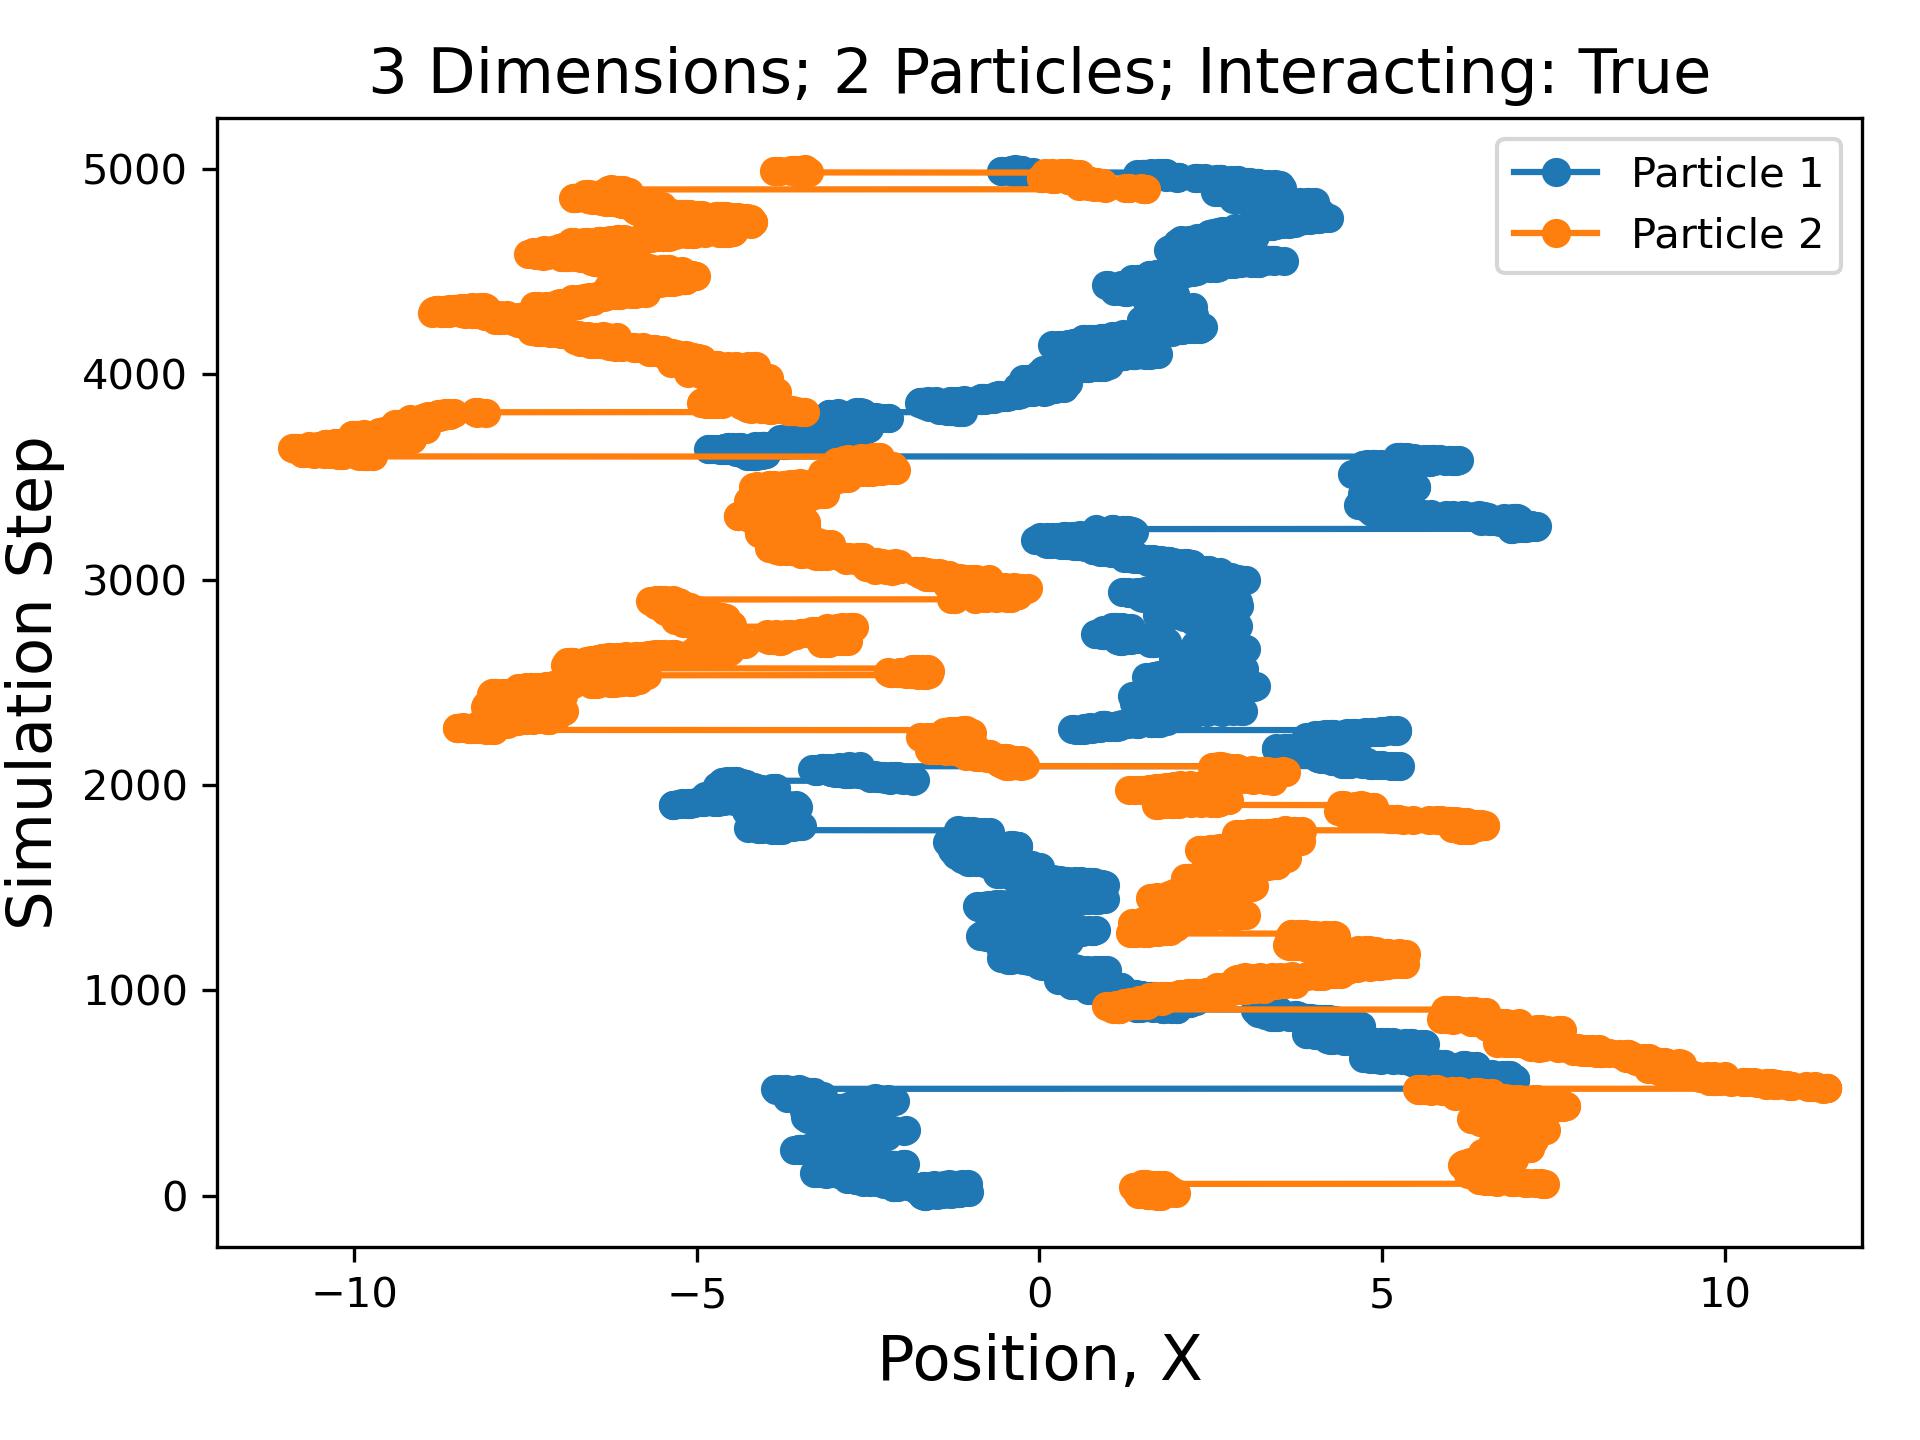 3 Dimensions; 2 Particles; Interacting: True
Particle 1
Particle 2
5000
4000
3000
2000
1000
0
Simulation Step
−10
−5
0
5
10
Position, X